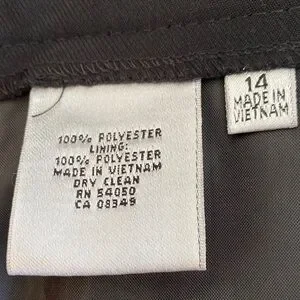 100% POLYESTER
LINING:
100% POLYESTER
MADE IN VIETNAM
DRY CLEAN
RN 54050
CA 08349
14
MADE IN
VIETNAM